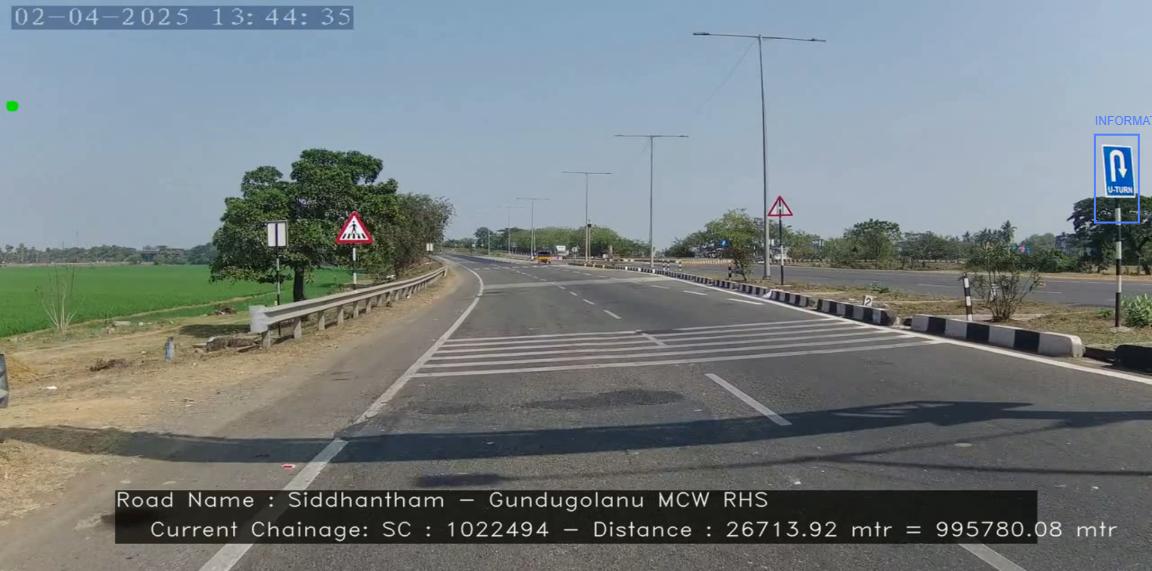 02-04-2025 13:44:35
INFORMAT
U-TURN
Road Name : Siddhantham - Gundugolanu MCW RHS
Current Chainage: SC : 1022494 - Distance : 26713.92 mtr = 995780.08 mtr